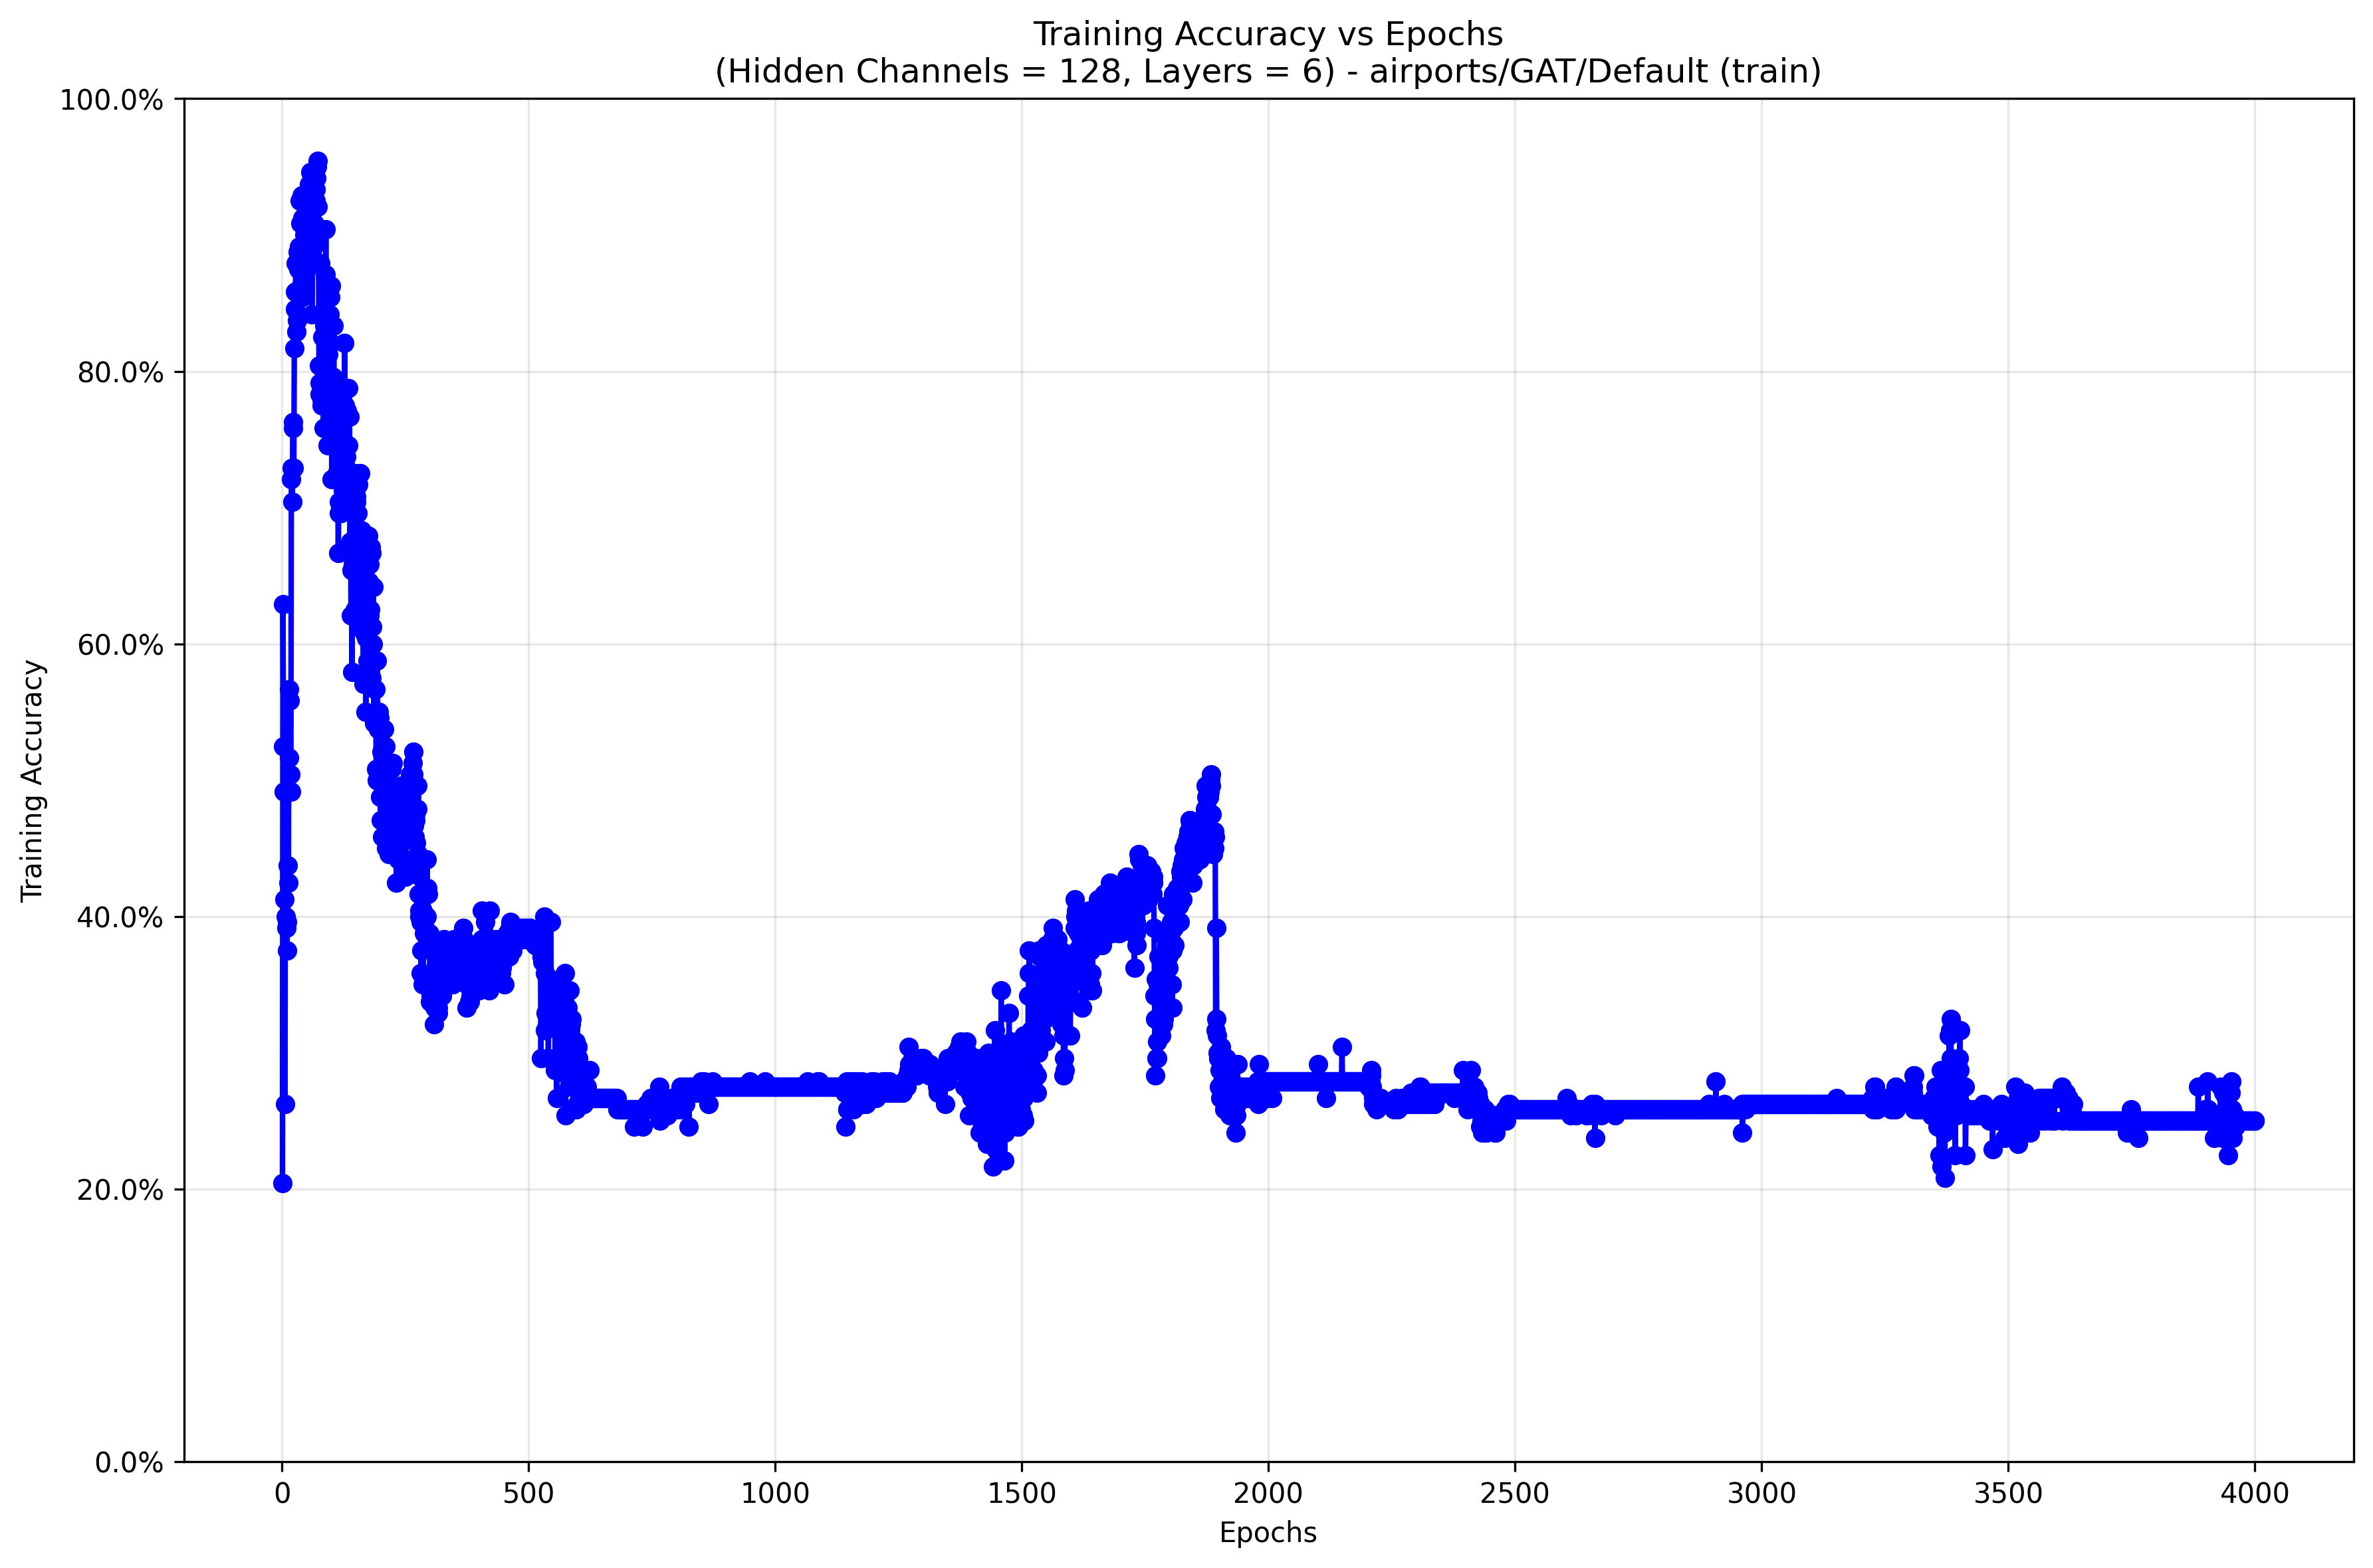 Training Accuracy vs Epochs
(Hidden Channels = 128, Layers = 6) - airports/GAT/Default (train)
100.0%
80.0%
60.0%
40.0%
20.0%
0.0%
Training Accuracy
0 500 1000 1500 2000 2500 3000 3500 4000
Epochs